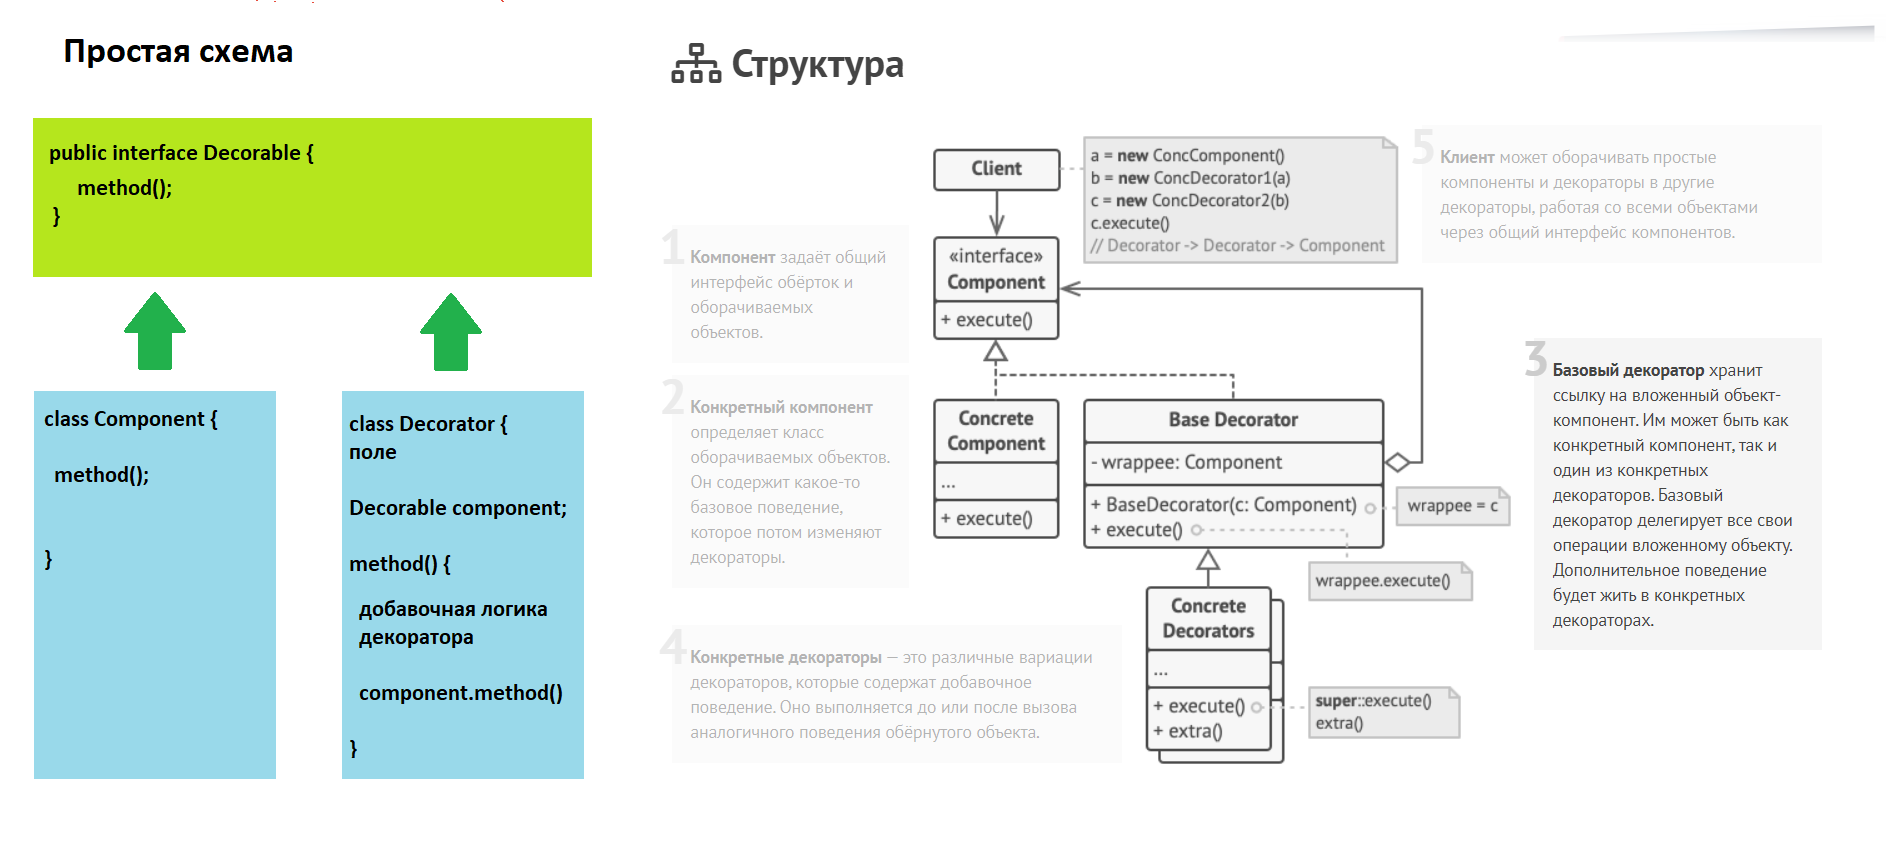 Простая схема
public interface Decorable {
method();
}
class Component {
method();
}
class Decorator {
поле
Decorable component;
method() {
добавочная логика
декоратора
component.method()
}
Структура
1
Компонент задаёт общий
интерфейс обёрток и
оборачиваемых
объектов.
2
Конкретный компонент
определяет класс
оборачиваемых объектов.
Он содержит какое-то
базовое поведение,
которое потом изменяют
декораторы.
4
Конкретные декораторы — это различные вариации
декораторов, которые содержат добавочное
поведение. Оно выполняется до или после вызова
аналогичного поведения обёрнутого объекта.
Client
a = new ConcComponent()
b = new ConcDecorator1(a)
c = new ConcDecorator2(b)
c.execute()
// Decorator -> Decorator -> Component
«interface»
Component
+ execute()
Concrete
Component
...
+ execute()
Base Decorator
- wrappee: Component
+ BaseDecorator(c: Component)
+ execute()
wrappee = c
wrappee.execute()
Concrete
Decorators
...
+ execute()
+ extra()
super::execute()
extra()
5
Клиент может оборачивать простые
компоненты и декораторы в другие
декораторы, работая со всеми объектами
через общий интерфейс компонентов.
3
Базовый декоратор хранит
ссылку на вложенный объект-
компонент. Им может быть как
конкретный компонент, так и
один из конкретных
декораторов. Базовый
декоратор делегирует все свои
операции вложенному объекту.
Дополнительное поведение
будет жить в конкретных
декораторах.